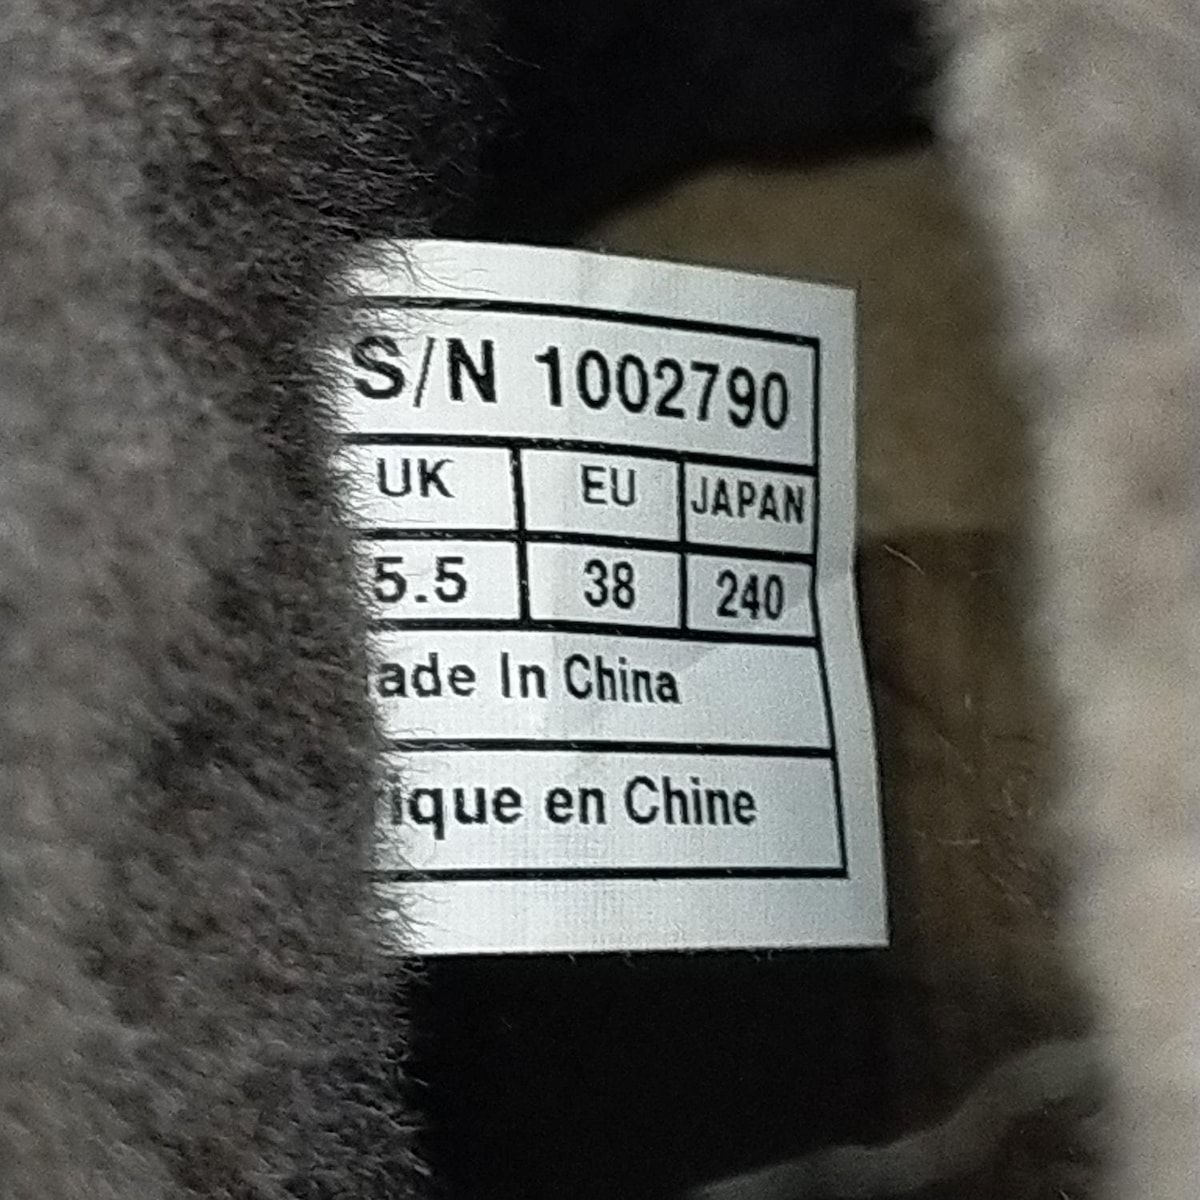 S/N 1002790
UK EU JAPAN
5.5 38 240
ade In China
ique en Chine